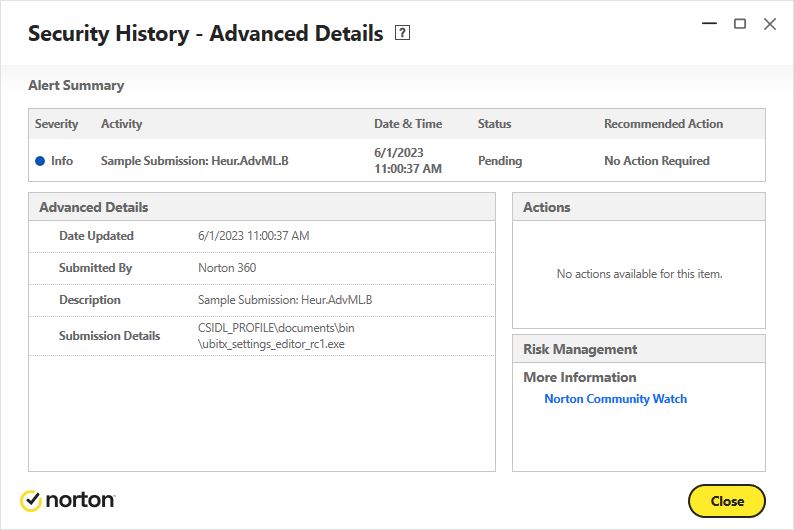 Security History - Advanced Details [?]
Alert Summary
Severity Activity Date & Time Status Recommended Action
Info Sample Submission: Heur.AdvML.B 6/1/2023 11:00:37 AM Pending No Action Required
Advanced Details
Date Updated 6/1/2023 11:00:37 AM
Submitted By Norton 360
Description Sample Submission: Heur.AdvML.B
Submission Details CSIDL_PROFILE\documents\bin
\ubitx_settings_editor_rc1.exe
Actions
No actions available for this item.
Risk Management
More Information
Norton Community Watch
norton
Close